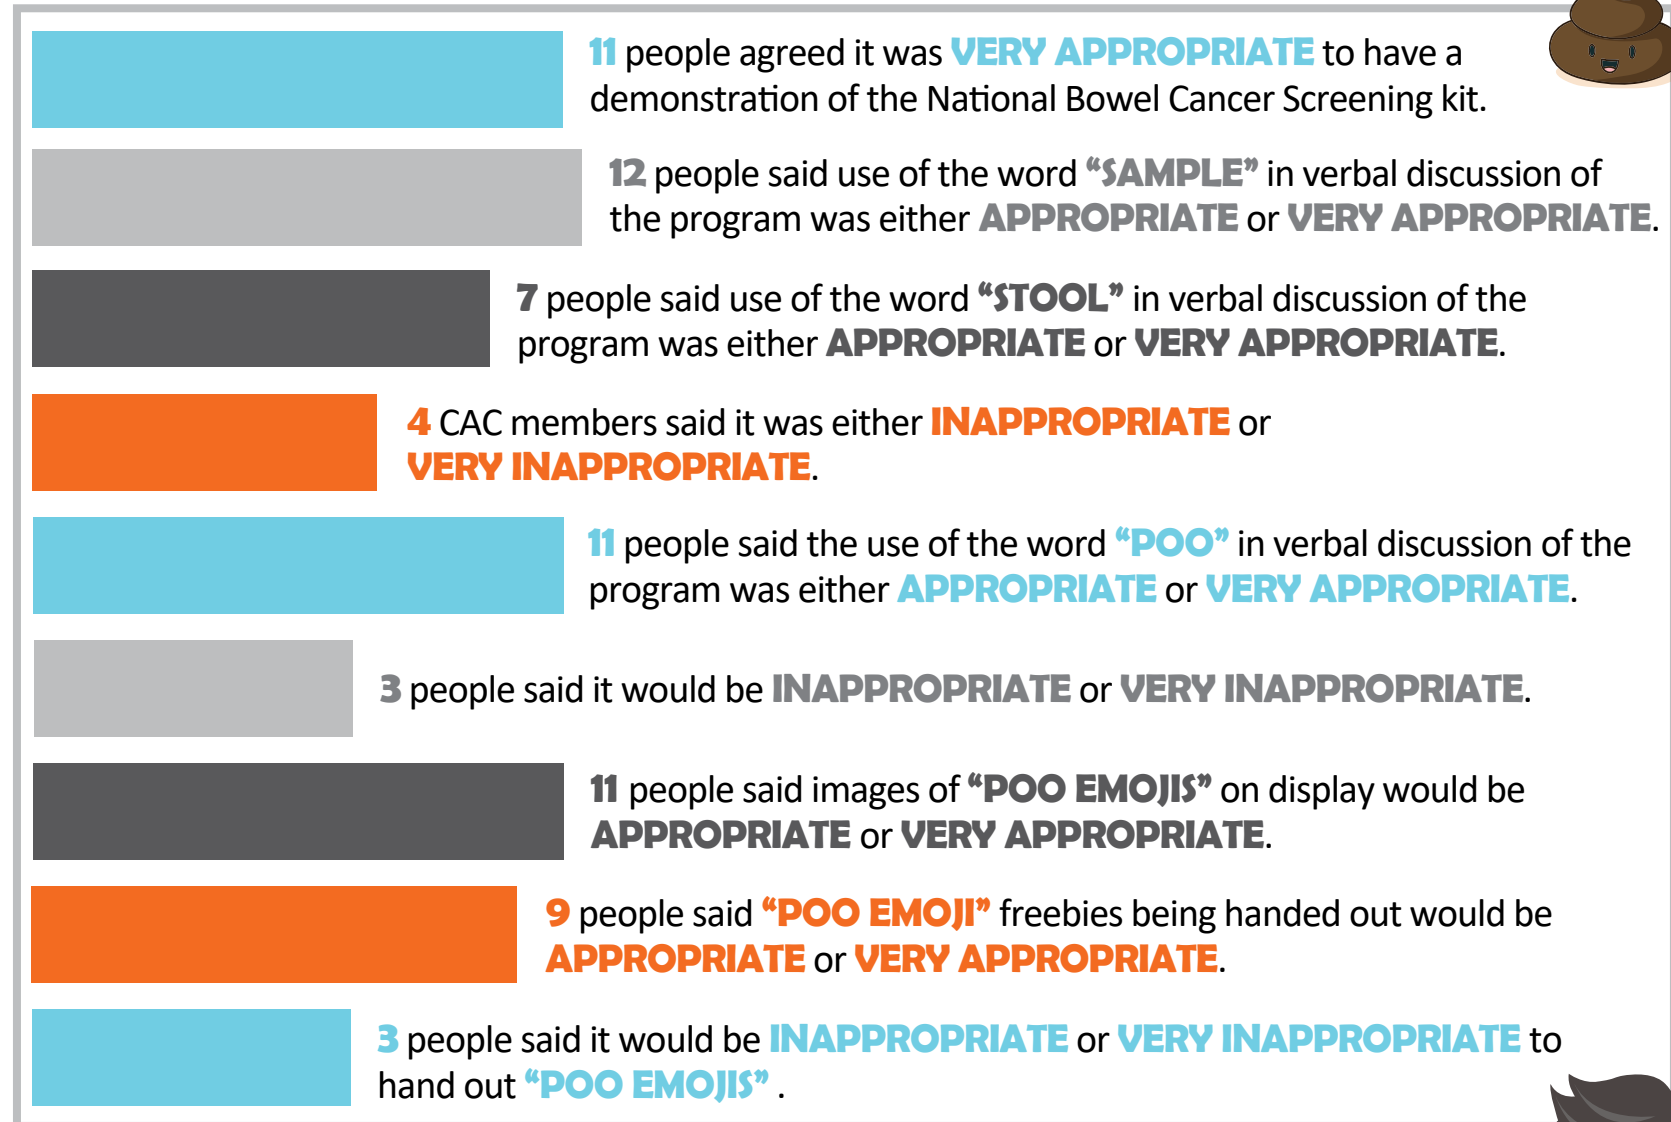 11 people agreed it was VERY APPROPRIATE to have a
demonstration of the National Bowel Cancer Screening kit.
12 people said use of the word “SAMPLE” in verbal discussion of
the program was either APPROPRIATE or VERY APPROPRIATE.
7 people said use of the word “STOOL” in verbal discussion of the
program was either APPROPRIATE or VERY APPROPRIATE.
4 CAC members said it was either INAPPROPRIATE or
VERY INAPPROPRIATE.
11 people said the use of the word “POO” in verbal discussion of the
program was either APPROPRIATE or VERY APPROPRIATE.
3 people said it would be INAPPROPRIATE or VERY INAPPROPRIATE.
11 people said images of “POO EMOJIS” on display would be
APPROPRIATE or VERY APPROPRIATE.
9 people said “POO EMOJI” freebies being handed out would be
APPROPRIATE or VERY APPROPRIATE.
3 people said it would be INAPPROPRIATE or VERY INAPPROPRIATE to
hand out “POO EMOJIS” .